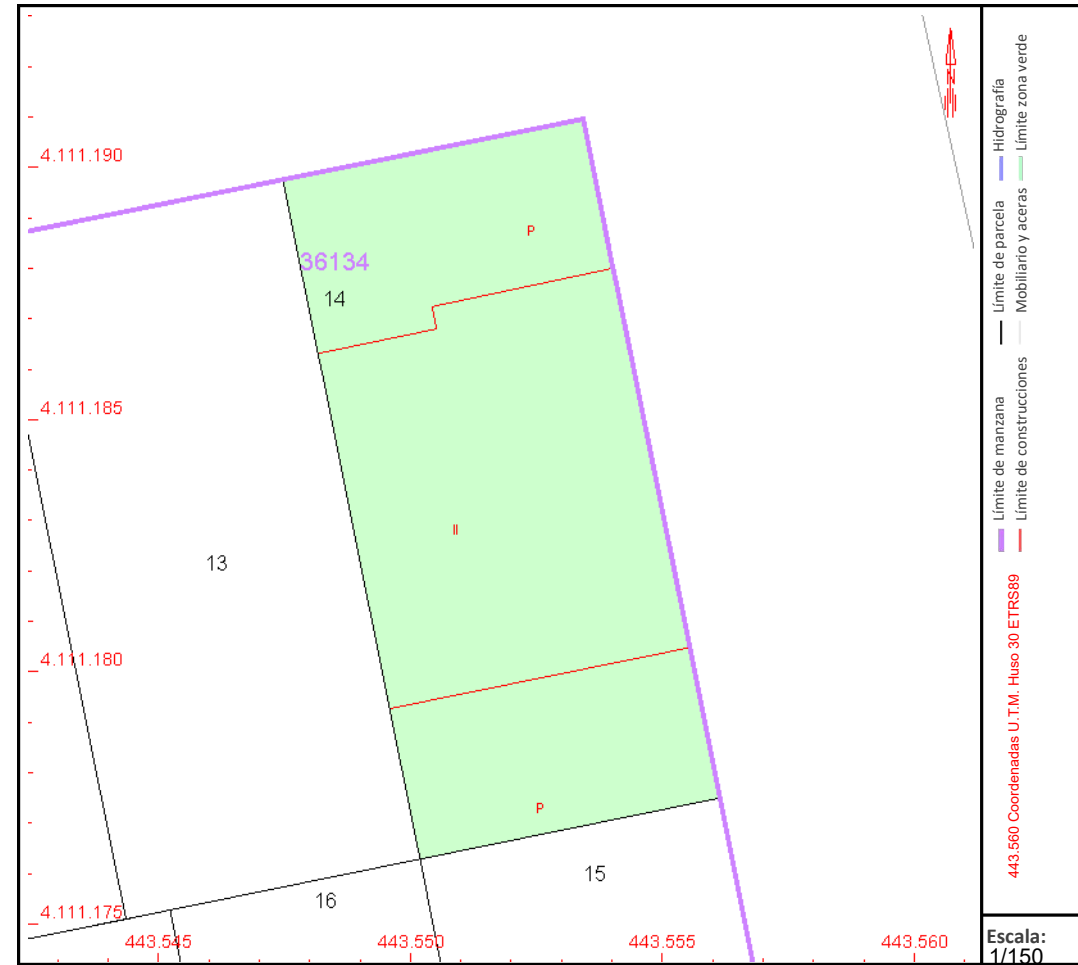 4.111.190
P
36134
14
4.111.185
II
13
4.111.180
P
15
16
4.111.175
443.545
443.550
443.555
443.560
N
Hidrografía
Límite zona verde
Límite de parcela
Mobiliario y aceras
Límite de manzana
Límite de construcciones
443.560 Coordenadas U.T.M. Huso 30 ETRS89
Escala:
1/150